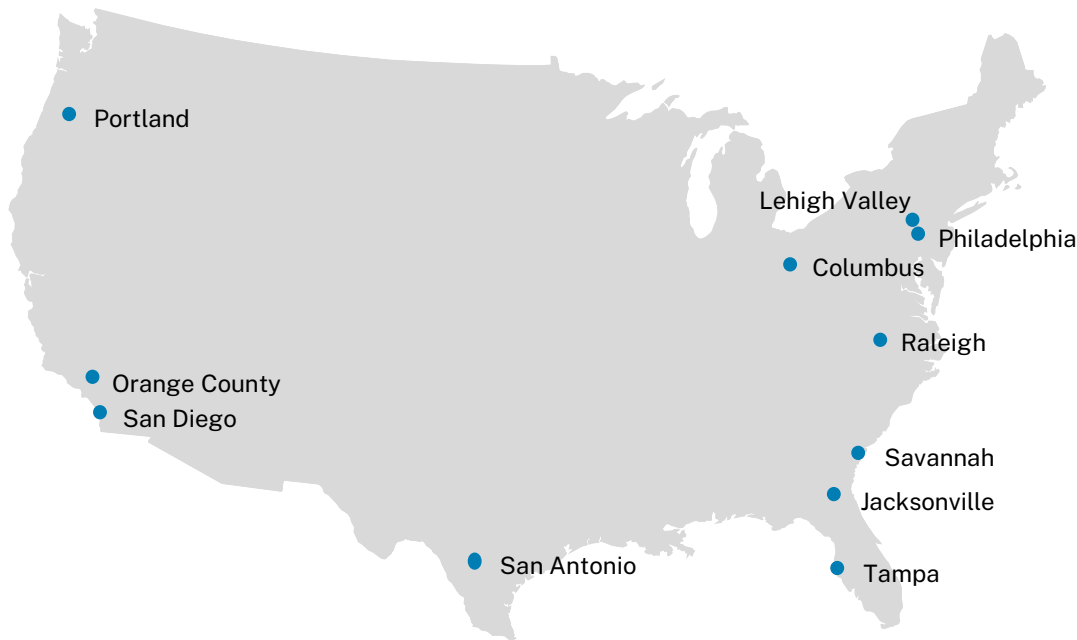 Portland
Lehigh Valley
Philadelphia
Columbus
Raleigh
Orange County
San Diego
Savannah
Jacksonville
San Antonio
Tampa